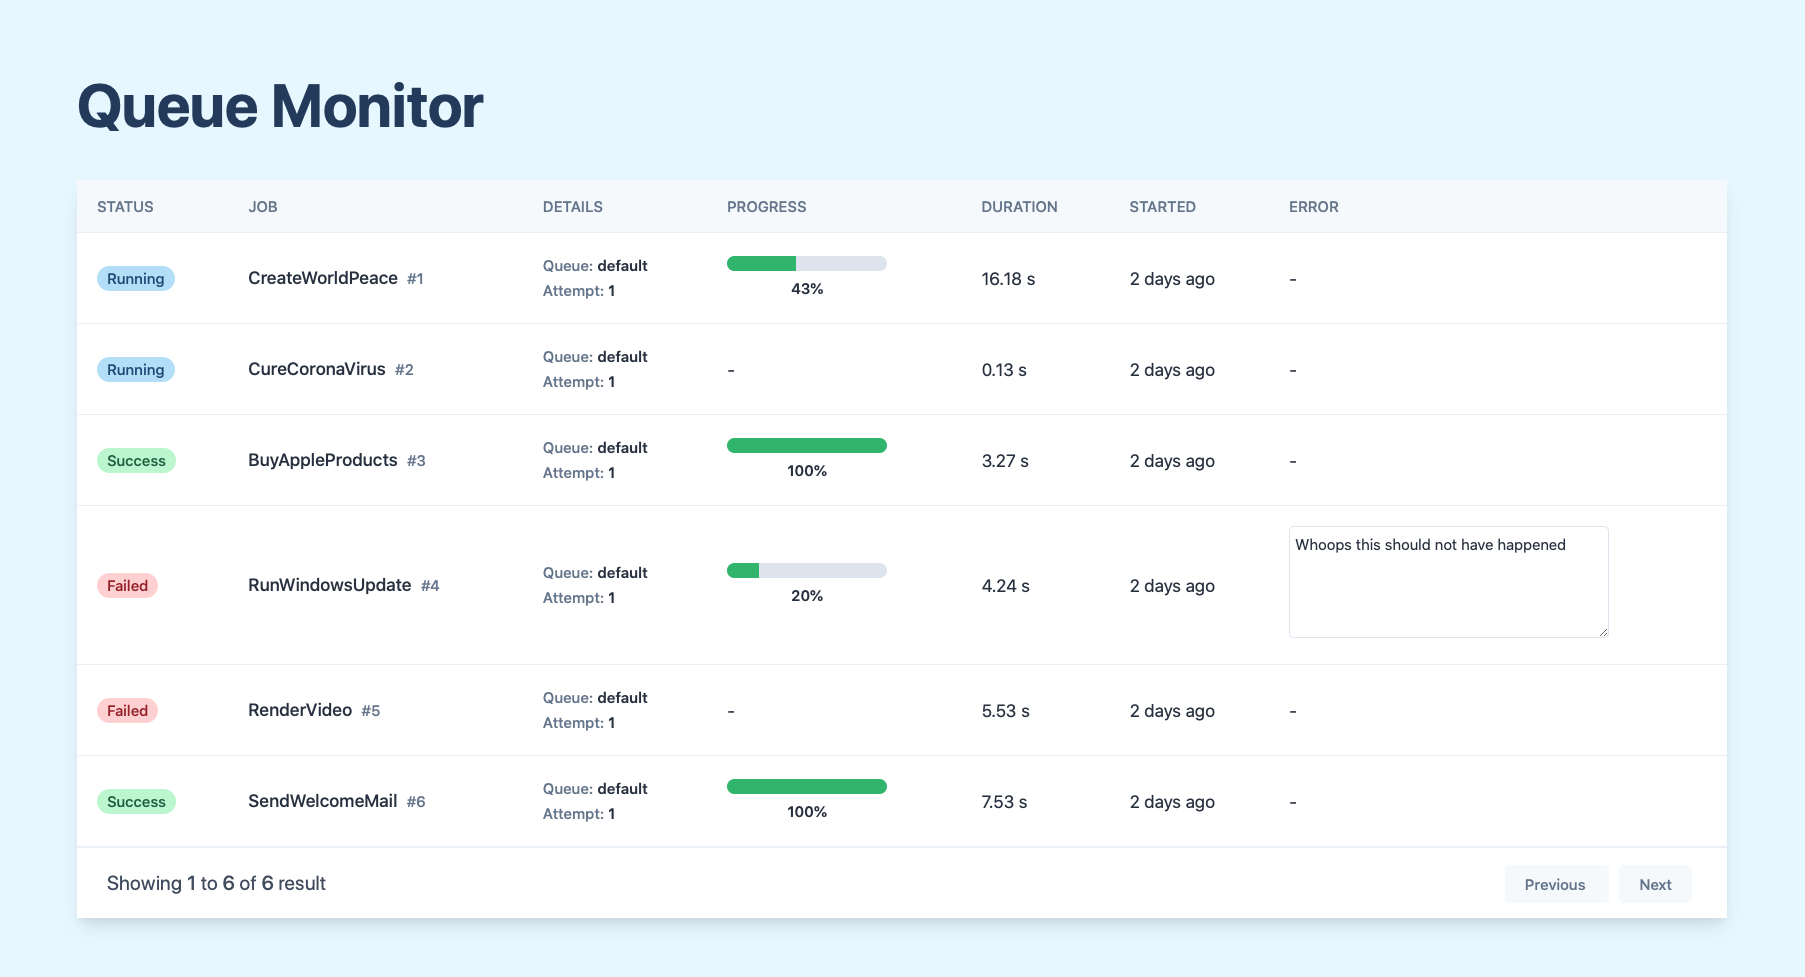 Queue Monitor
STATUS JOB DETAILS PROGRESS DURATION STARTED ERROR
Running CreateWorldPeace #1 Queue: default Attempt: 1 43% 16.18 s 2 days ago -
Running CureCoronaVirus #2 Queue: default Attempt: 1 - 0.13 s 2 days ago -
Success BuyAppleProducts #3 Queue: default Attempt: 1 100% 3.27 s 2 days ago -
Failed RunWindowsUpdate #4 Queue: default Attempt: 1 20% 4.24 s 2 days ago Whoops this should not have happened
Failed RenderVideo #5 Queue: default Attempt: 1 - 5.53 s 2 days ago -
Success SendWelcomeMail #6 Queue: default Attempt: 1 100% 7.53 s 2 days ago -
Showing 1 to 6 of 6 result Previous Next